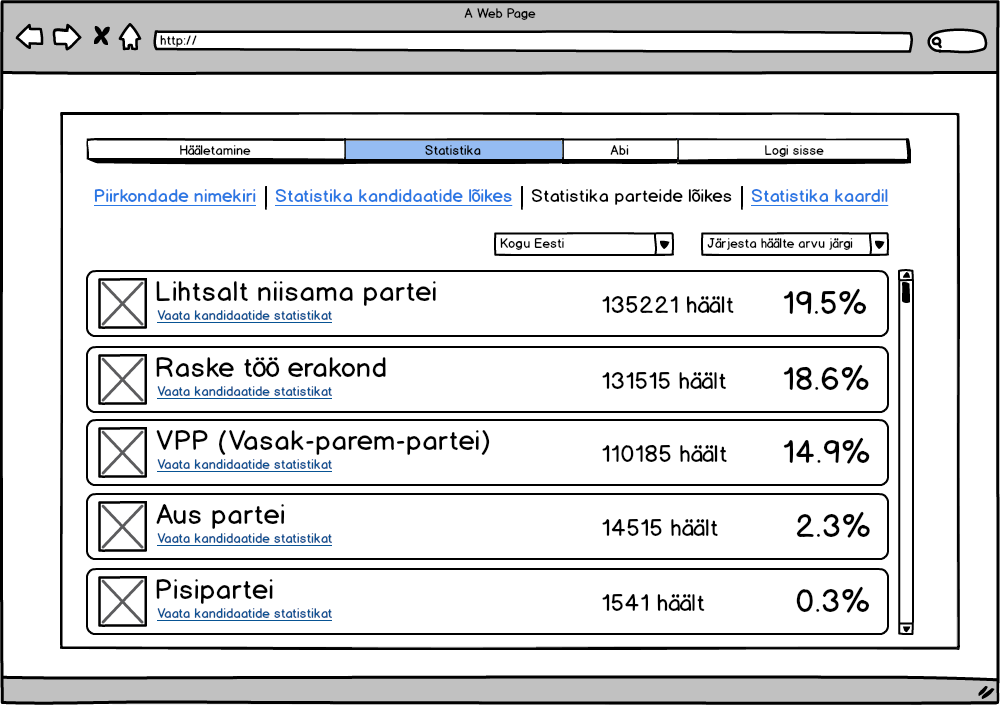 A Web Page
http://
Hääletamine Statistika Abi Logi sisse
Piirkondade nimekiri Statistika kandidaatide lõikes Statistika parteide lõikes Statistika kaardil
Kogu Eesti Järjesta häälte arvu järgi
Lihtsalt niisama partei
Vaata kandidaatide statistikat
135221 häält 19.5%
Raske töö erakond
Vaata kandidaatide statistikat
131515 häält 18.6%
VPP (Vasak-parem-partei)
Vaata kandidaatide statistikat
110185 häält 14.9%
Aus partei
Vaata kandidaatide statistikat
14515 häält 2.3%
Pisipartei
Vaata kandidaatide statistikat
1541 häält 0.3%